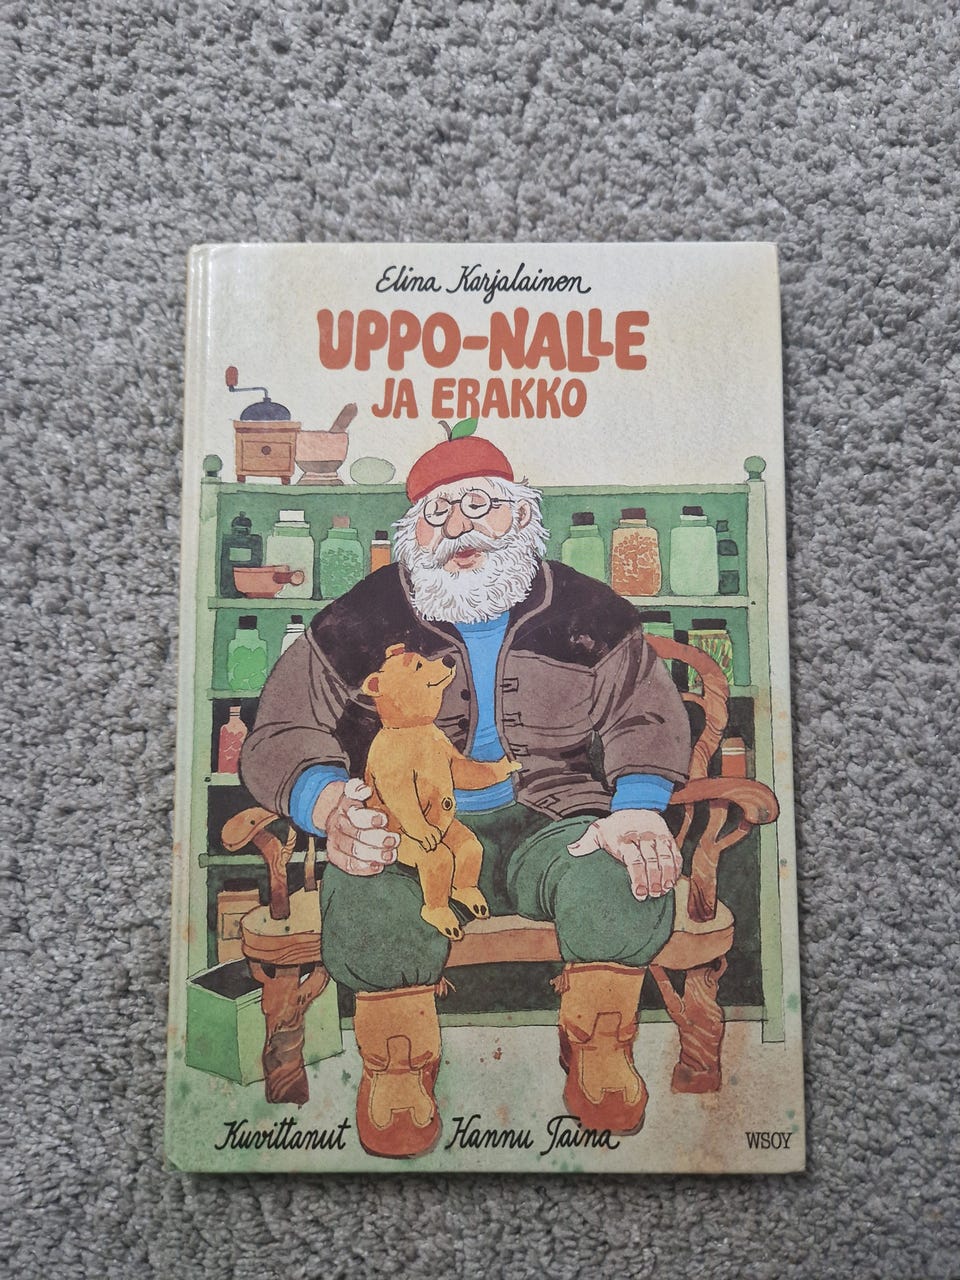 Elina Karjalainen
UPPO-NALLE
JA ERAKKO
Kuvittanut Hannu Taina
WSOY